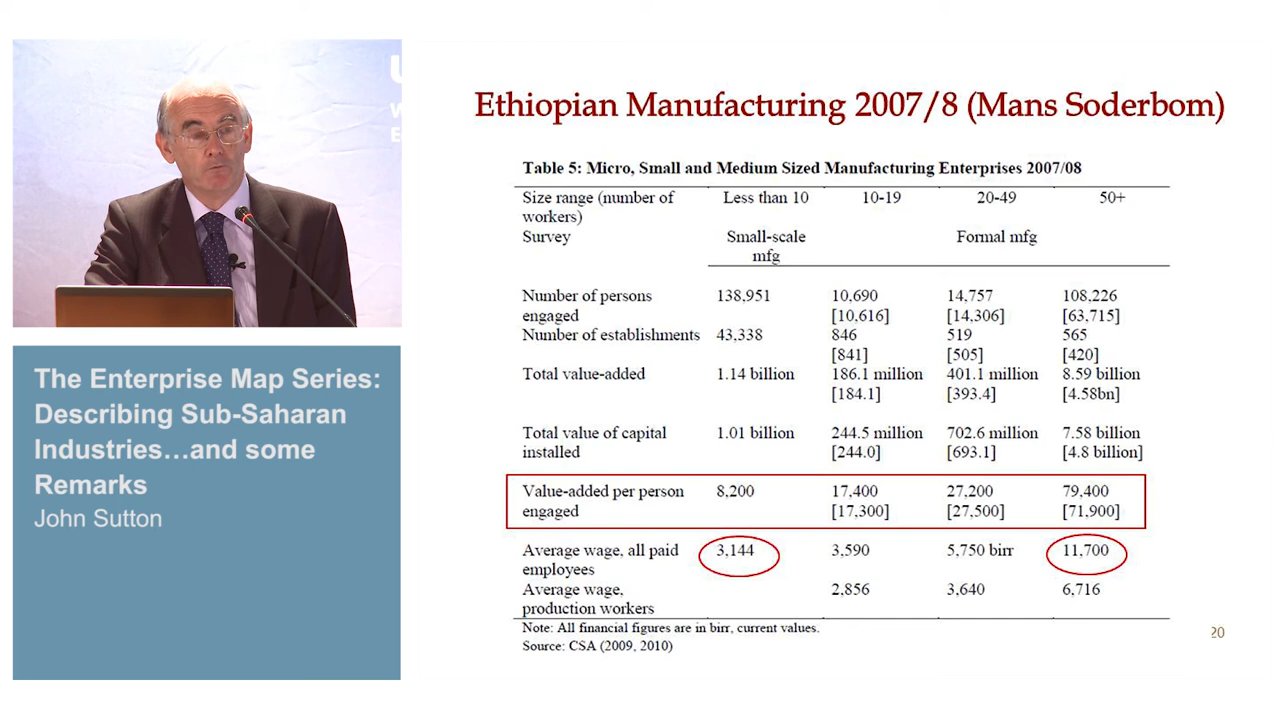 U
W
E
The Enterprise Map Series:
Describing Sub-Saharan
Industries…and some
Remarks
John Sutton
Ethiopian Manufacturing 2007/8 (Mans Soderbom)
Table 5: Micro, Small and Medium Sized Manufacturing Enterprises 2007/08
Size range (number of workers) Less than 10 10-19 20-49 50+
Survey Small-scale mfg Formal mfg
Number of persons engaged 138,951 10,690 [10,616] 14,757 [14,306] 108,226 [63,715]
Number of establishments 43,338 846 [841] 519 [505] 565 [420]
Total value-added 1.14 billion 186.1 million [184.1] 401.1 million [393.4] 8.59 billion [4.58bn]
Total value of capital installed 1.01 billion 244.5 million [244.0] 702.6 million [693.1] 7.58 billion [4.8 billion]
Value-added per person engaged 8,200 17,400 [17,300] 27,200 [27,500] 79,400 [71,900]
Average wage, all paid employees 3,144 3,590 5,750 birr 11,700
Average wage, production workers 2,856 3,640 6,716
Note: All financial figures are in birr, current values.
Source: CSA (2009, 2010)
20